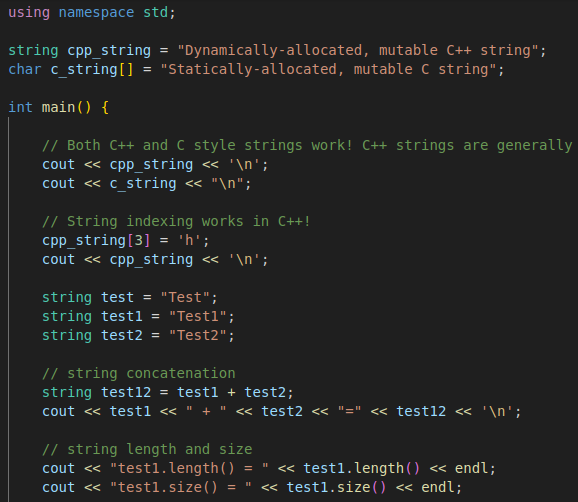 using namespace std;
string cpp_string = "Dynamically-allocated, mutable C++ string";
char c_string[] = "Statically-allocated, mutable C string";
int main() {
// Both C++ and C style strings work! C++ strings are generally
cout << cpp_string << '\n';
cout << c_string << "\n";
// String indexing works in C++!
cpp_string[3] = 'h';
cout << cpp_string << '\n';
string test = "Test";
string test1 = "Test1";
string test2 = "Test2";
// string concatenation
string test12 = test1 + test2;
cout << test1 << " + " << test2 << "=" << test12 << '\n';
// string length and size
cout << "test1.length() = " << test1.length() << endl;
cout << "test1.size() = " << test1.size() << endl;